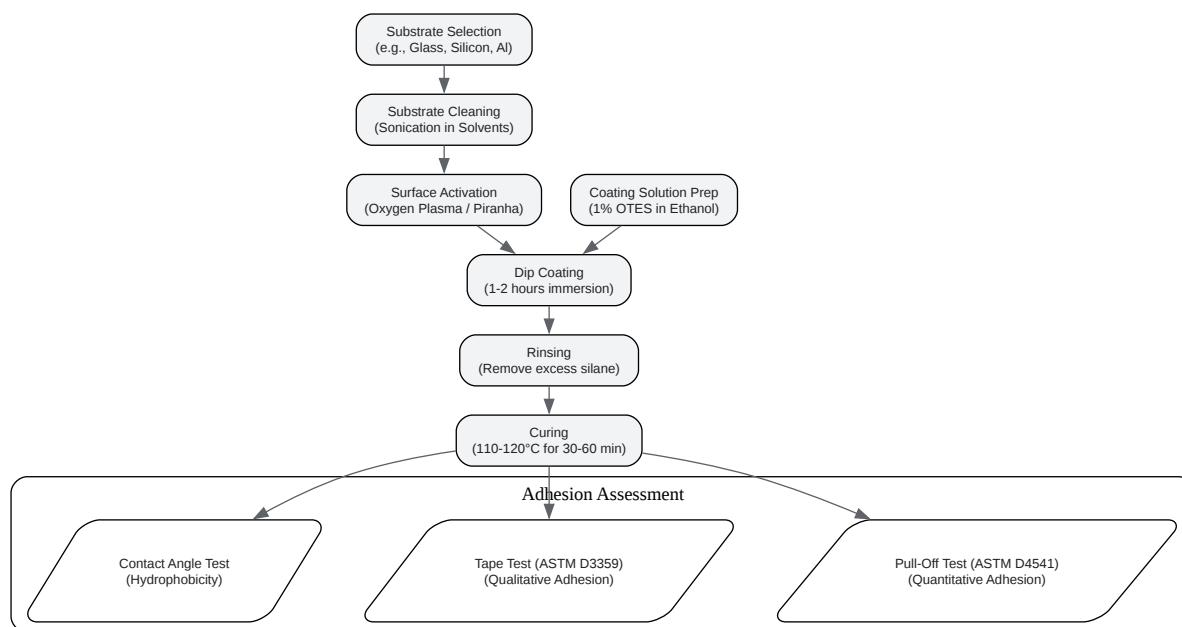 Substrate Selection
(e.g., Glass, Silicon, Al)
Substrate Cleaning
(Sonication in Solvents)
Surface Activation
(Oxygen Plasma / Piranha)
Coating Solution Prep
(1% OTES in Ethanol)
Dip Coating
(1-2 hours immersion)
Rinsing
(Remove excess silane)
Curing
(110-120°C for 30-60 min)
Adhesion Assessment
Contact Angle Test
(Hydrophobicity)
Tape Test (ASTM D3359)
(Qualitative Adhesion)
Pull-Off Test (ASTM D4541)
(Quantitative Adhesion)